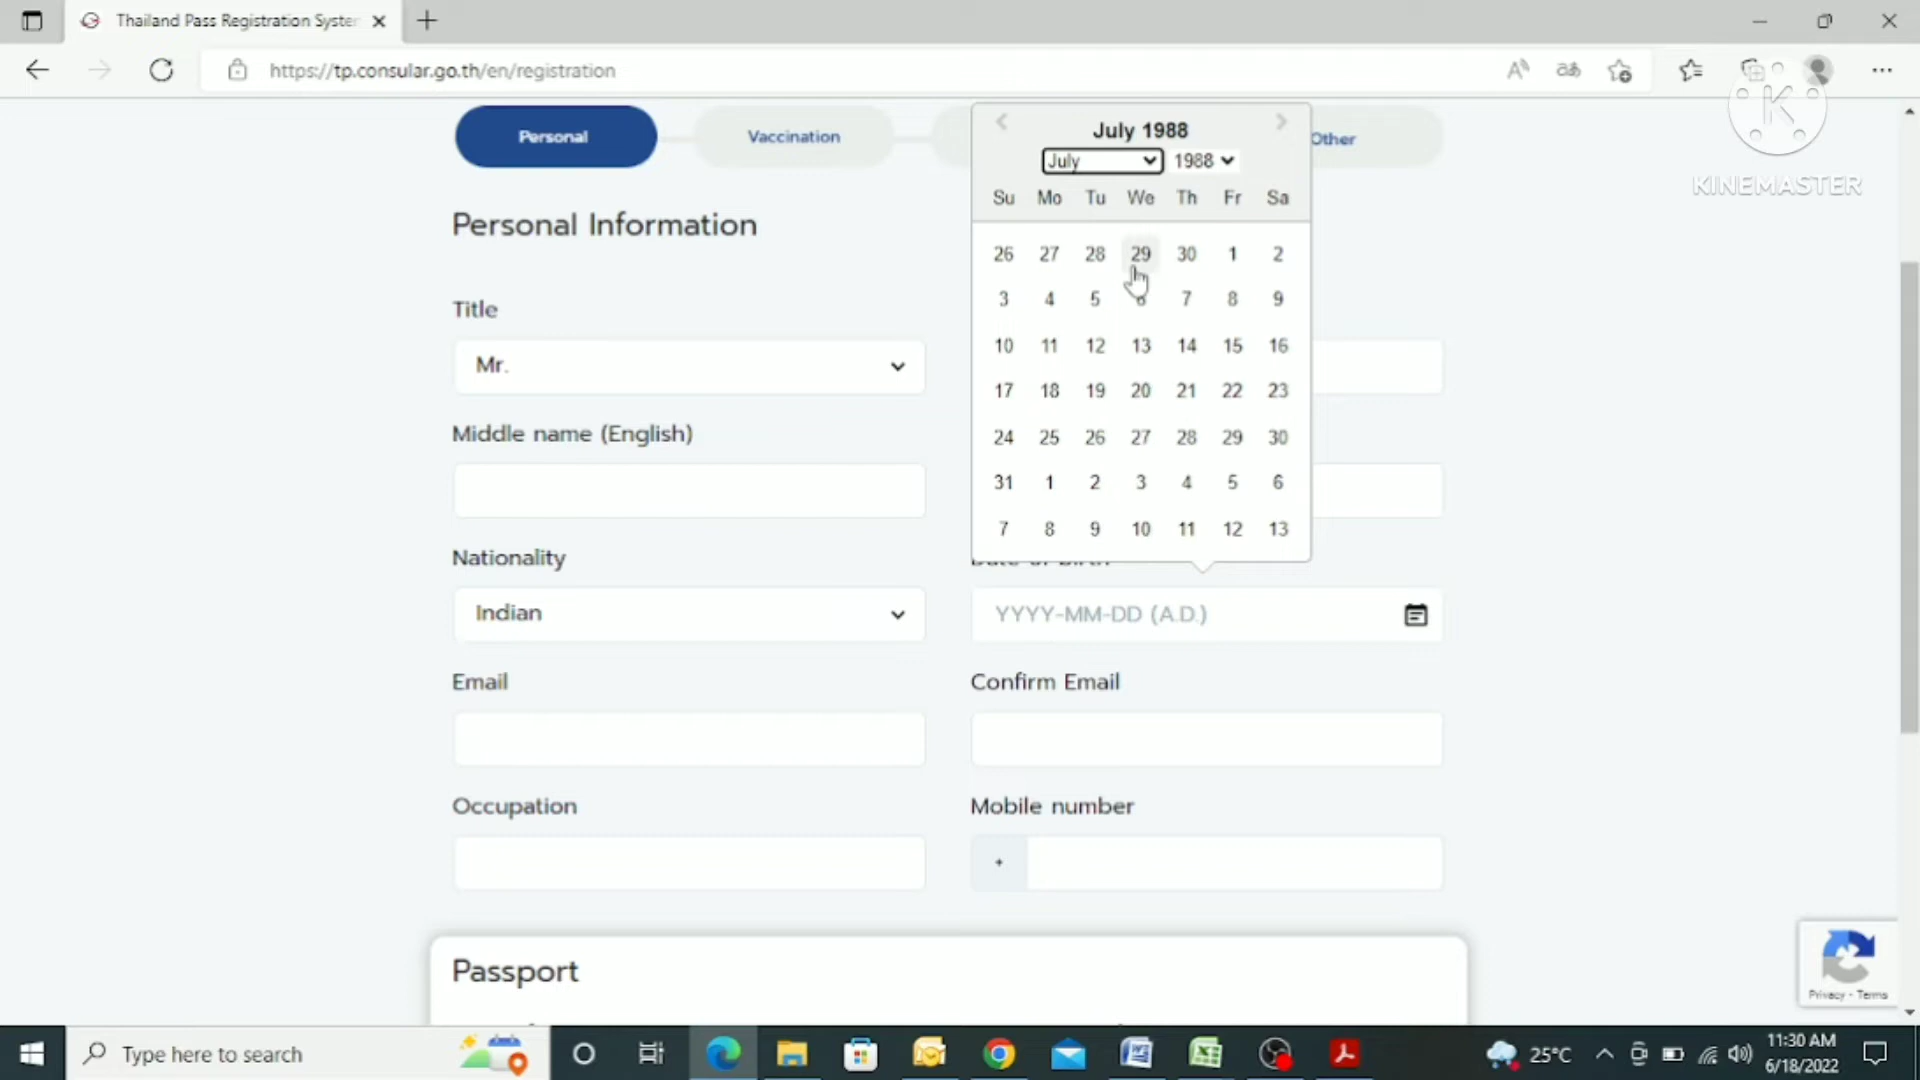 Thailand Pass Registration Syster
https://tp.consular.go.th/en/registration
KINEMASTER
Personal
Vaccination
Other
July 1988
July 1988
Su Mo Tu We Th Fr Sa
26 27 28 29 30 1 2
3 4 5 6 7 8 9
10 11 12 13 14 15 16
17 18 19 20 21 22 23
24 25 26 27 28 29 30
31 1 2 3 4 5 6
7 8 9 10 11 12 13
Personal Information
Title
Mr.
Middle name (English)
Nationality
Indian
YYYY-MM-DD (A.D.)
Email
Confirm Email
Occupation
Mobile number
+
Passport
Privacy - Terms
Type here to search
25°C
11:30 AM
6/18/2022